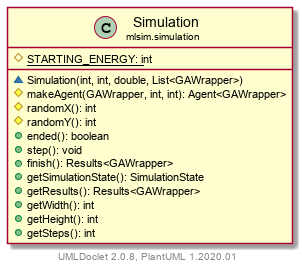 C Simulation
mlsim.simulation
STARTING_ENERGY: int
Simulation(int, int, double, List<GAWrapper>)
makeAgent(GAWrapper, int, int): Agent<GAWrapper>
randomX(): int
randomY(): int
ended(): boolean
step(): void
finish(): Results<GAWrapper>
getSimulationState(): SimulationState
getResults(): Results<GAWrapper>
getWidth(): int
getHeight(): int
getSteps(): int
UMLDoclet 2.0.8, PlantUML 1.2020.01